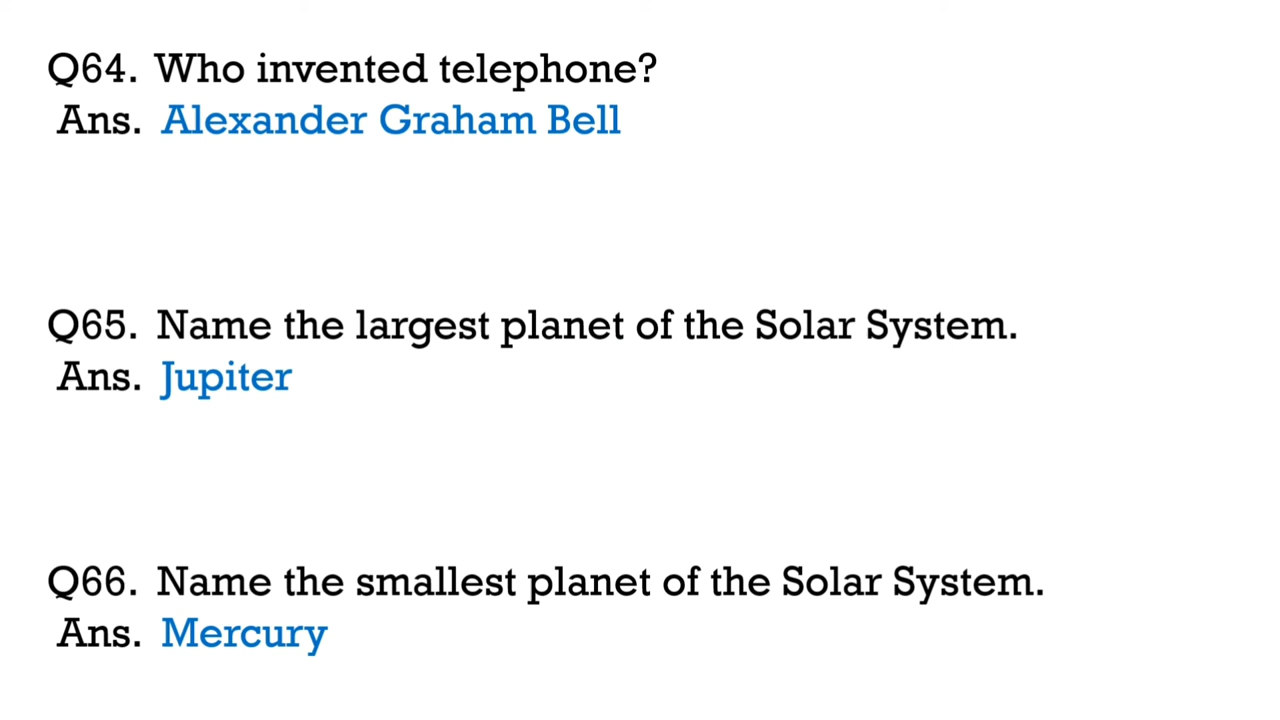 Q64. Who invented telephone?
Ans. Alexander Graham Bell
Q65. Name the largest planet of the Solar System.
Ans. Jupiter
Q66. Name the smallest planet of the Solar System.
Ans. Mercury